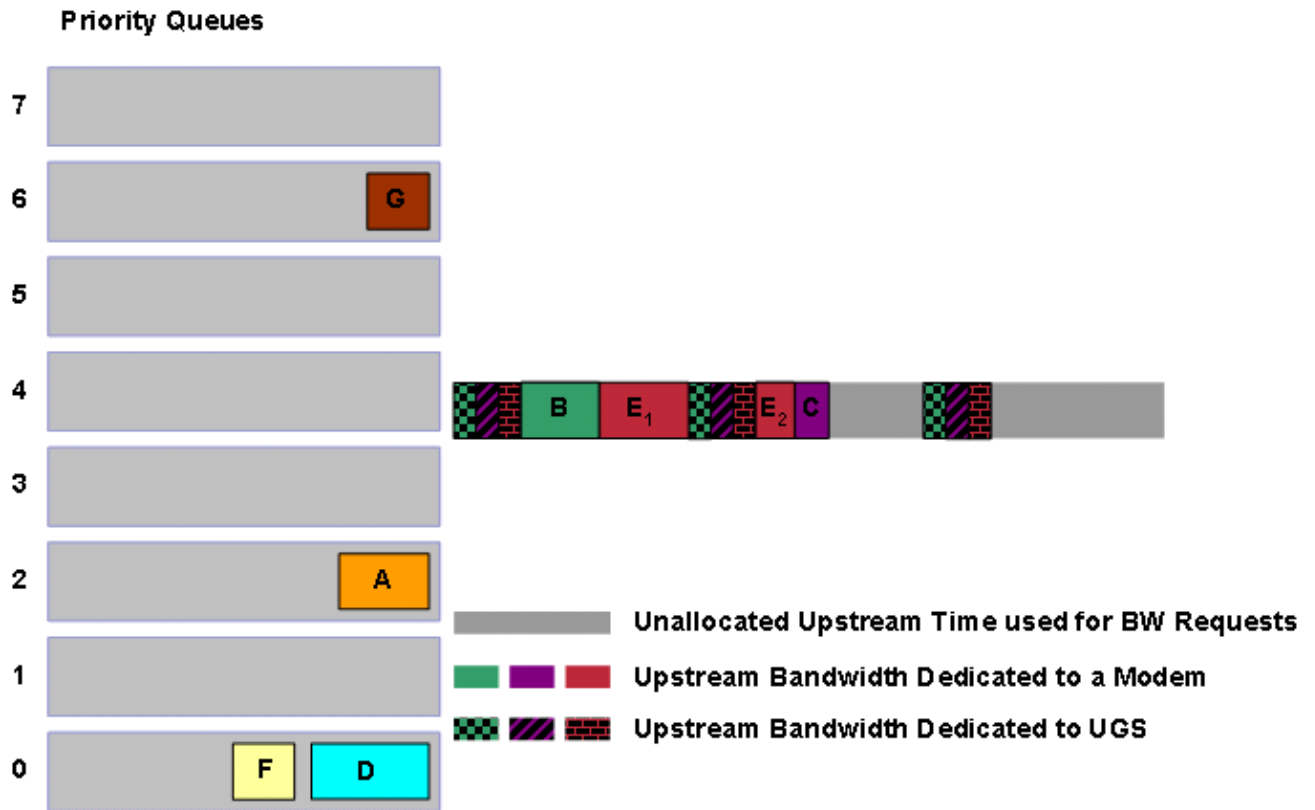 Priority Queues
7
6
G
5
4
B
E1
E2
C
3
2
A
Unallocated Upstream Time used for BW Requests
1
Upstream Bandwidth Dedicated to a Modem
Upstream Bandwidth Dedicated to UGS
0
F
D